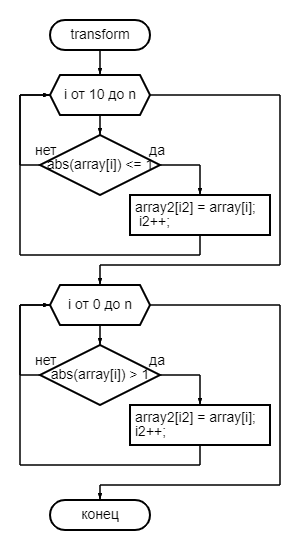 transform
i от 10 до n
нет
да
abs(array[i]) <= 1
array2[i2] = array[i];
i2++;
i от 0 до n
нет
да
abs(array[i]) > 1
array2[i2] = array[i];
i2++;
конец